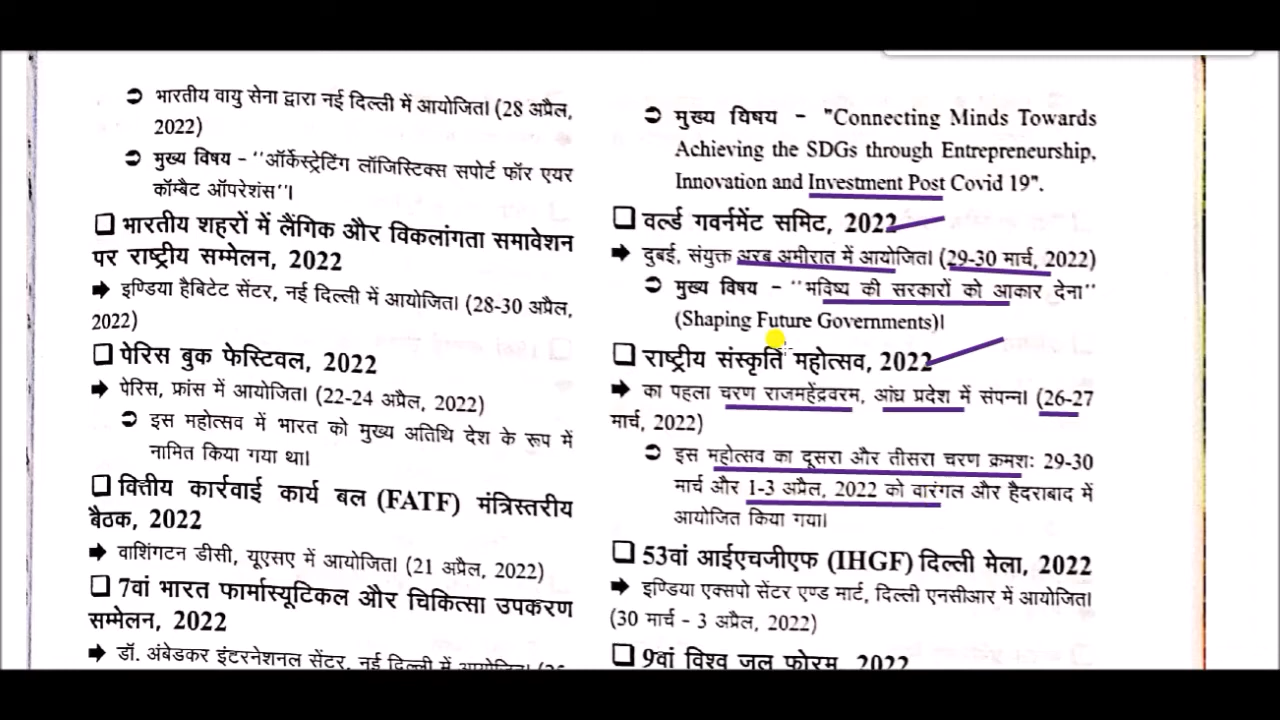 ➲ भारतीय वायु सेना द्वारा नई दिल्ली में आयोजित। (28 अप्रैल,
2022)
➲ मुख्य विषय - ‘‘ऑर्केस्ट्रेटिंग लॉजिस्टिक्स सपोर्ट फॉर एयर
कॉम्बैट ऑपरेशंस’’।
❑ भारतीय शहरों में लैंगिक और विकलांगता समावेशन
पर राष्ट्रीय सम्मेलन, 2022
➡ इण्डिया हैबिटेट सेंटर, नई दिल्ली में आयोजित। (28-30 अप्रैल,
2022)
❑ पेरिस बुक फेस्टिवल, 2022
➡ पेरिस, फ्रांस में आयोजित। (22-24 अप्रैल, 2022)
➲ इस महोत्सव में भारत को मुख्य अतिथि देश के रूप में
नामित किया गया था।
❑ वित्तीय कार्रवाई कार्य बल (FATF) मंत्रिस्तरीय
बैठक, 2022
➡ वाशिंगटन डीसी, यूएसए में आयोजित। (21 अप्रैल, 2022)
❑ 7वां भारत फार्मास्यूटिकल और चिकित्सा उपकरण
सम्मेलन, 2022
➡ डॉ. अंबेडकर इंटरनेशनल सेंटर, नई दिल्ली में आयोजित।
➲ मुख्य विषय - "Connecting Minds Towards
Achieving the SDGs through Entrepreneurship,
Innovation and Investment Post Covid 19".
❑ वर्ल्ड गवर्नमेंट समिट, 2022
➡ दुबई, संयुक्त अरब अमीरात में आयोजित। (29-30 मार्च, 2022)
➲ मुख्य विषय - ‘‘भविष्य की सरकारों को आकार देना’’
(Shaping Future Governments)।
❑ राष्ट्रीय संस्कृति महोत्सव, 2022
➡ का पहला चरण राजमहेंद्रवरम, आंध्र प्रदेश में संपन्न। (26-27
मार्च, 2022)
➲ इस महोत्सव का दूसरा और तीसरा चरण क्रमशः 29-30
मार्च और 1-3 अप्रैल, 2022 को वारंगल और हैदराबाद में
आयोजित किया गया।
❑ 53वां आईएचजीएफ (IHGF) दिल्ली मेला, 2022
➡ इण्डिया एक्सपो सेंटर एण्ड मार्ट, दिल्ली एनसीआर में आयोजित।
(30 मार्च - 3 अप्रैल, 2022)
❑ 9वां विश्व जल फोरम, 2022